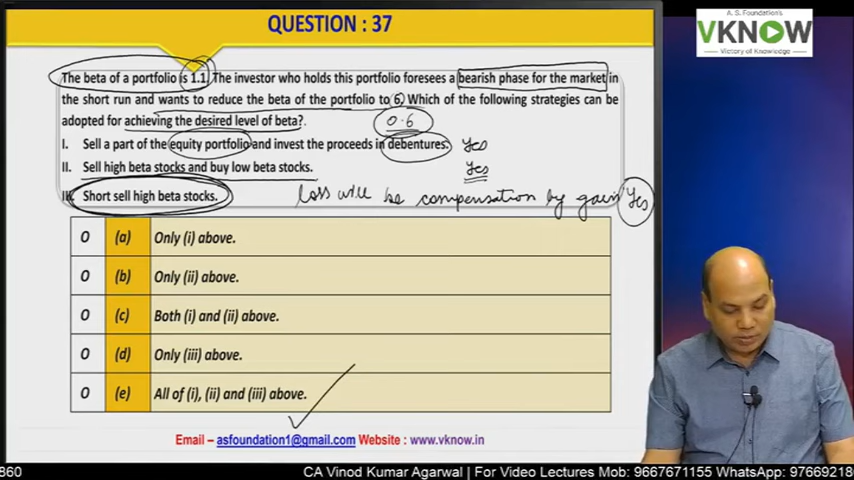 QUESTION : 37
A. S. Foundation's
VKNOW
Victory of Knowledge
The beta of a portfolio is 1.1. The investor who holds this portfolio foresees a bearish phase for the market in
the short run and wants to reduce the beta of the portfolio to 6. Which of the following strategies can be
adopted for achieving the desired level of beta?.
0.6
I. Sell a part of the equity portfolio and invest the proceeds in debentures. Yes
II. Sell high beta stocks and buy low beta stocks. Yes
III. Short sell high beta stocks. loss will be compensation by gain Yes
O (a) Only (i) above.
O (b) Only (ii) above.
O (c) Both (i) and (ii) above.
O (d) Only (iii) above.
O (e) All of (i), (ii) and (iii) above.
Email – asfoundation1@gmail.com Website : www.vknow.in
860 CA Vinod Kumar Agarwal | For Video Lectures Mob: 9667671155 WhatsApp: 97669218